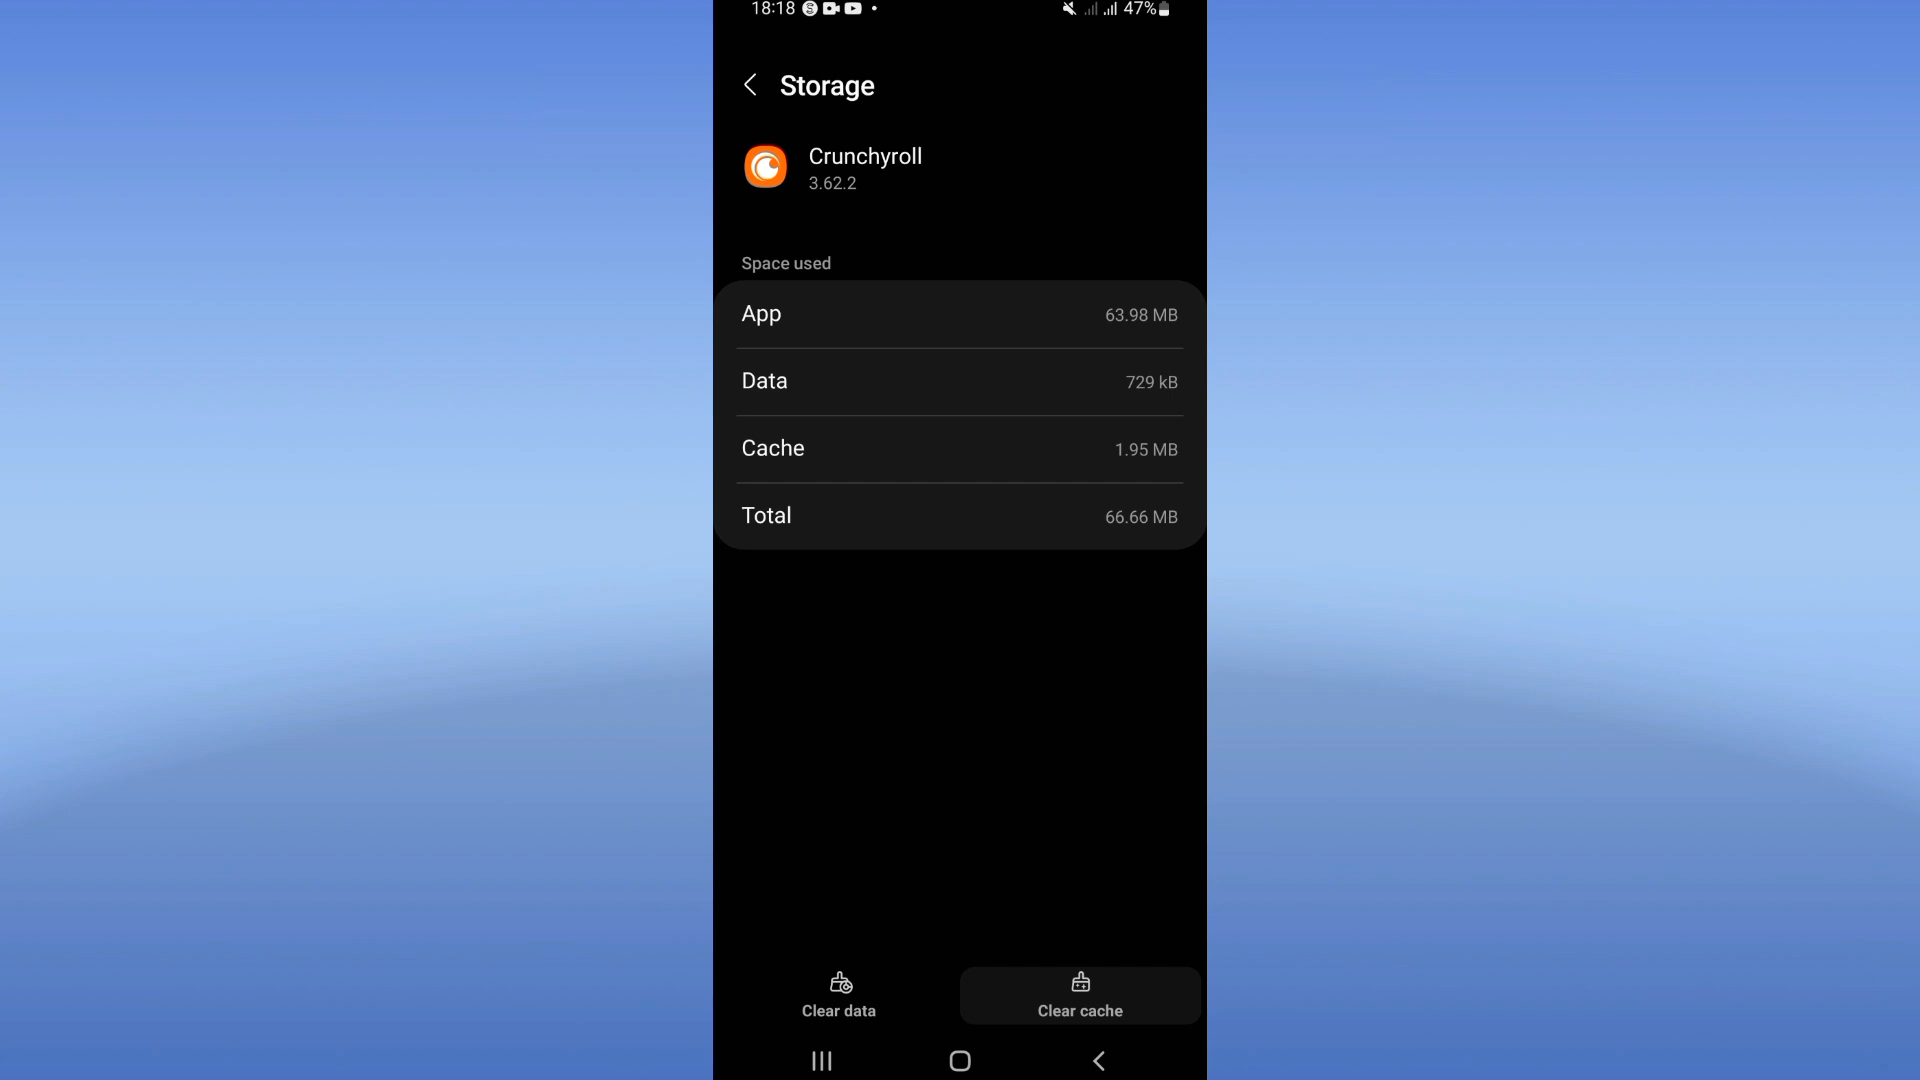 18:18 47%
Storage
Crunchyroll
3.62.2
Space used
App 63.98 MB
Data 729 kB
Cache 1.95 MB
Total 66.66 MB
Clear data Clear cache